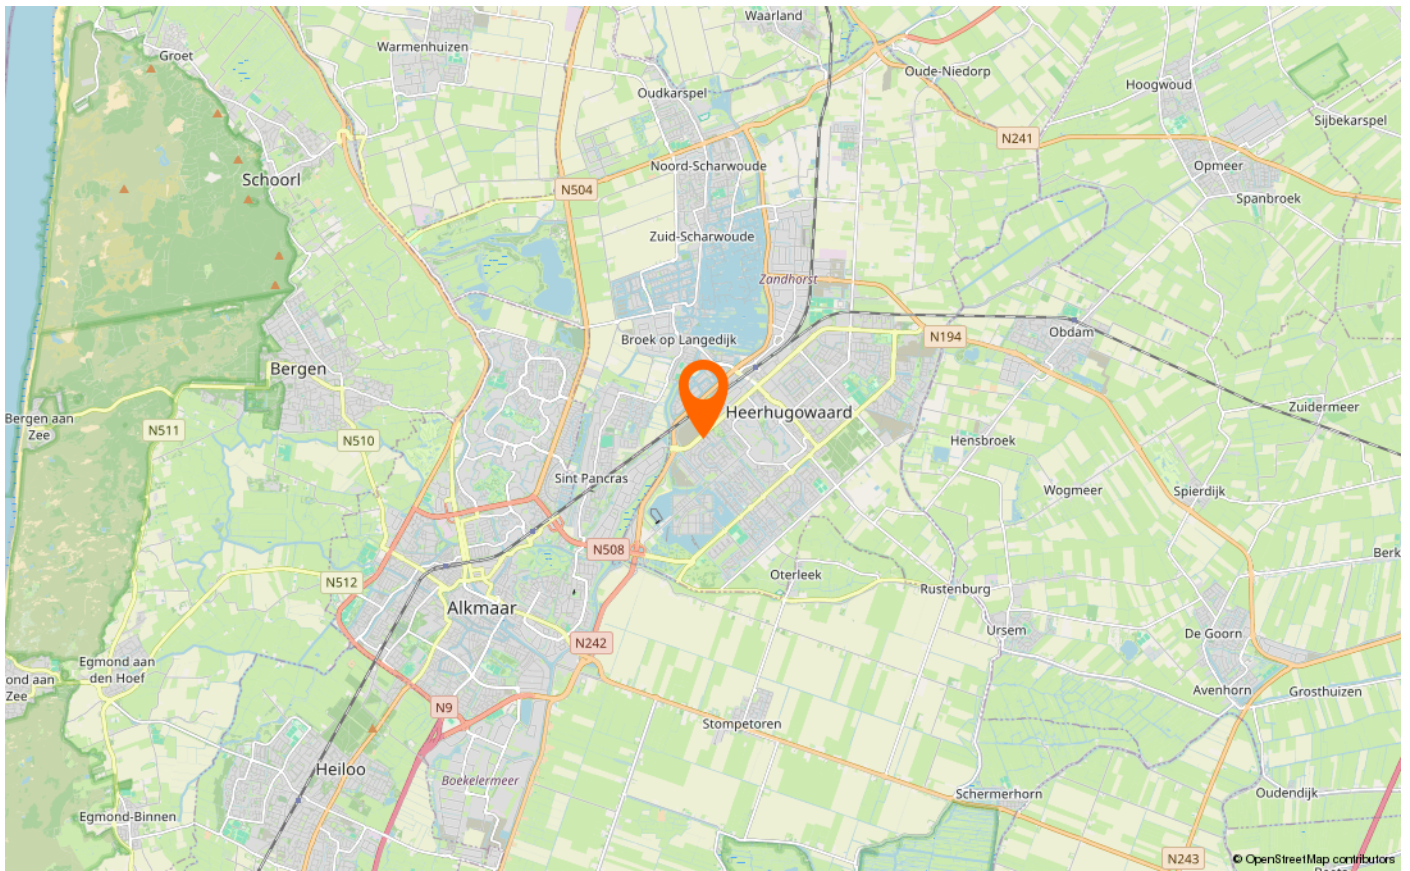 Waarland
Groet
Warmenhuizen
Oude-Niedorp
Hoogwoud
Oudkarspel
Sijbekarspel
N241
Noord-Scharwoude
Opmeer
Schoorl
N504
Spanbroek
Zuid-Scharwoude
Zandhorst
N194
Obdam
Broek op Langedijk
Bergen
Zuidermeer
Heerhugowaard
Bergen aan
Zee
N511
N510
Hensbroek
Sint Pancras
Wogmeer
Spierdijk
N508
Berk
Oterleek
N512
Rustenburg
Alkmaar
Ursem
De Goorn
N242
Egmond aan
den Hoef
ond aan
Zee
Avenhorn
Grosthuizen
N9
Stompetoren
Heiloo
Boekelermeer
Schermerhorn
Oudendijk
Egmond-Binnen
N243
© OpenStreetMap contributors